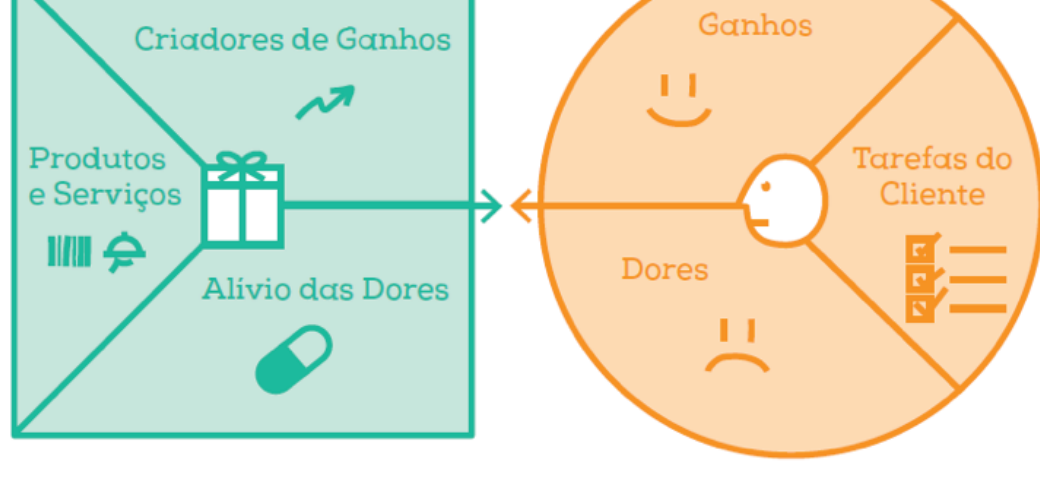 Criadores de Ganhos
Produtos
e Serviços
Alívio das Dores
Ganhos
Tarefas do
Cliente
Dores